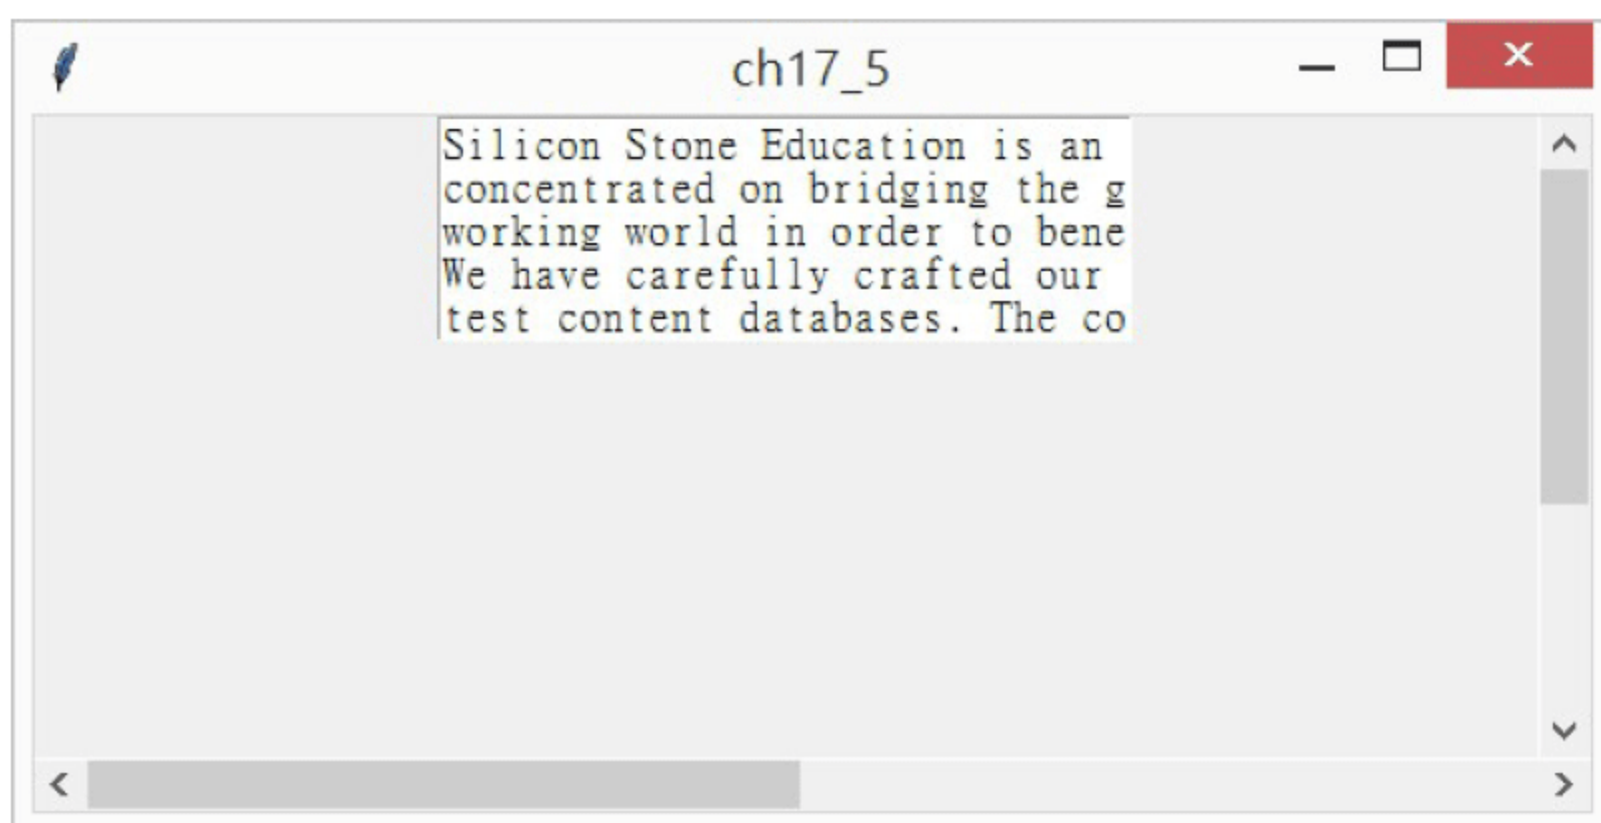 ch17_5
Silicon Stone Education is an
concentrated on bridging the g
working world in order to bene
We have carefully crafted our
test content databases. The co